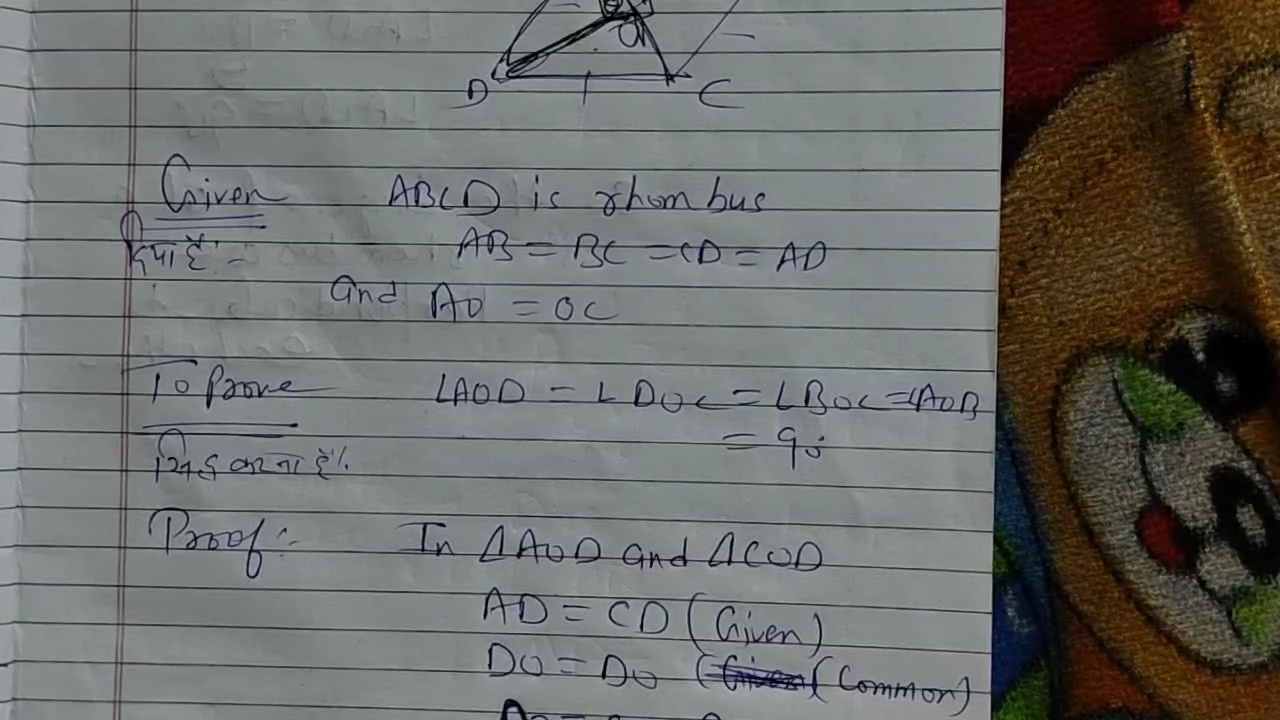 D C
Given ABCD is rhombus
दिया है :- AB = BC = CD = AD
and AO = OC
To Prove ∠AOD = ∠DOC = ∠BOC = ∠AOB
= 90°
सिद्ध करना है:
Proof :- In ΔAOD and ΔCOD
AD = CD (Given)
DO = DO (Common)